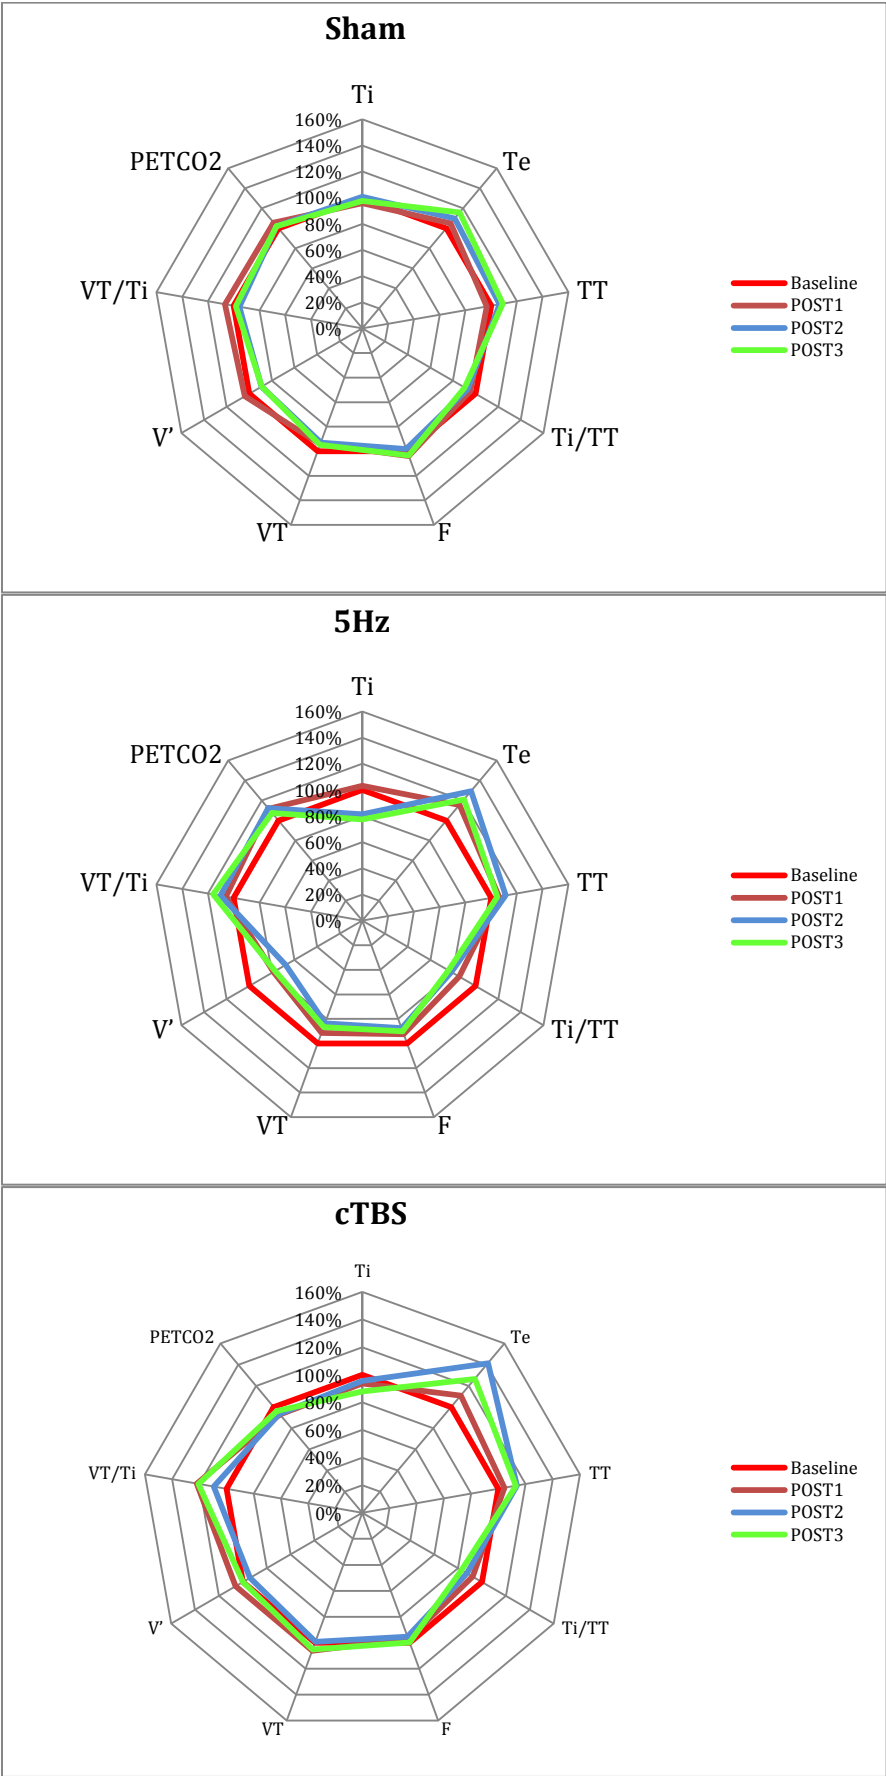 Sham
Ti
160%
140%
120%
100%
80%
60%
40%
20%
0%
PETCO2
Te
VT/Ti
TT
V’
Ti/TT
VT
F
Baseline
POST1
POST2
POST3
5Hz
Ti
160%
140%
120%
100%
80%
60%
40%
20%
0%
PETCO2
Te
VT/Ti
TT
V’
Ti/TT
VT
F
Baseline
POST1
POST2
POST3
cTBS
Ti
160%
140%
120%
100%
80%
60%
40%
20%
0%
PETCO2
Te
VT/Ti
TT
V’
Ti/TT
VT
F
Baseline
POST1
POST2
POST3